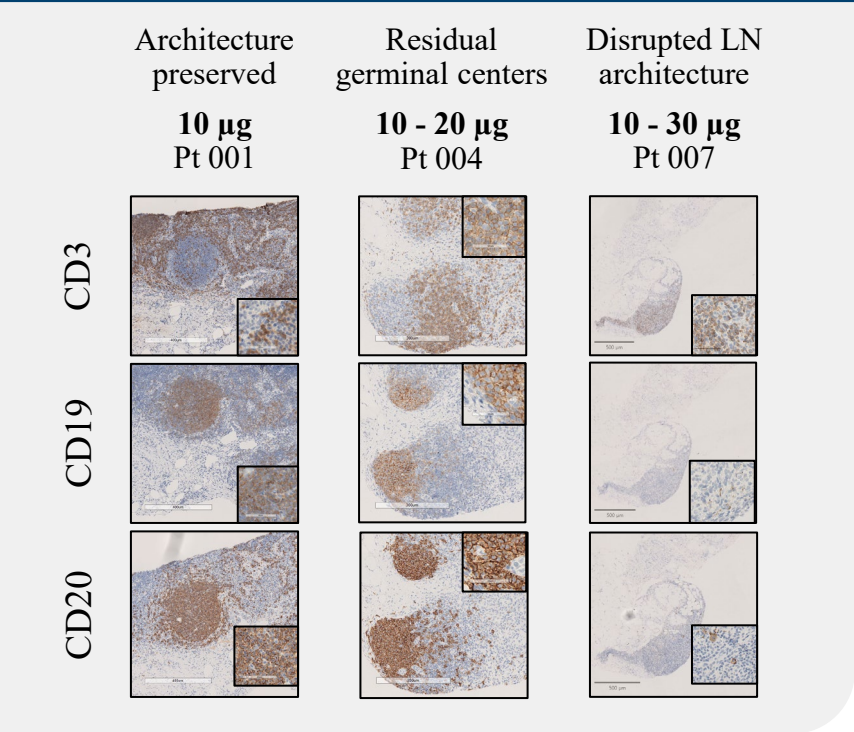 Architecture
preserved
10 µg
Pt 001
Residual
germinal centers
10 - 20 µg
Pt 004
Disrupted LN
architecture
10 - 30 µg
Pt 007
CD3
500 µm
CD19
500 µm
CD20
500 µm